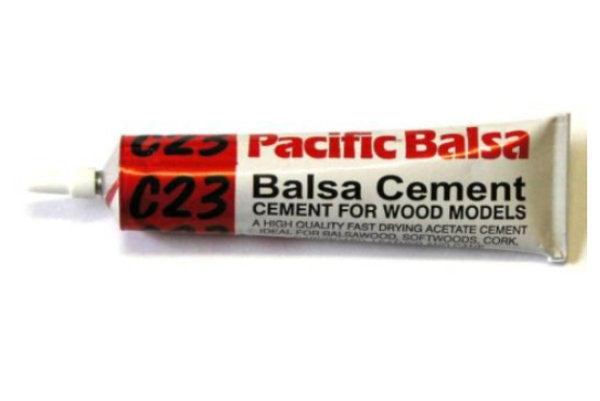 C23 Pacific Balsa
C23 Balsa Cement
CEMENT FOR WOOD MODELS
A HIGH QUALITY FAST DRYING ACETATE CEMENT
IDEAL FOR BALSAWOOD, SOFTWOODS, CORK,